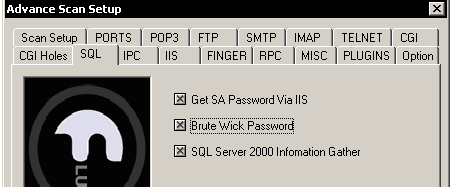 Advance Scan Setup
Scan Setup PORTS POP3 FTP SMTP IMAP TELNET CGI
CGI Holes SQL IPC IIS FINGER RPC MISC PLUGINS Option
Get SA Password Via IIS
Brute Wick Password
SQL Server 2000 Infomation Gather
LU